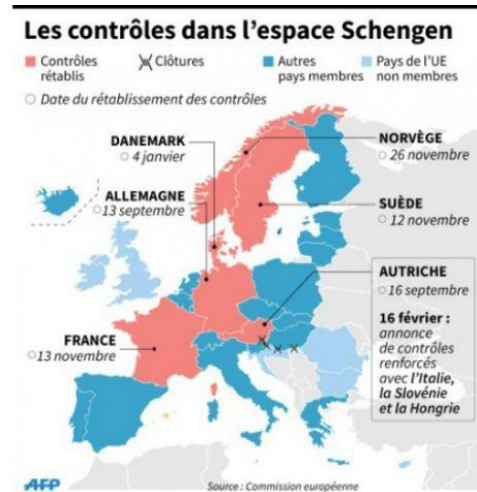 Les contrôles dans l'espace Schengen
Contrôles
rétablis
Clôtures
Autres
pays membres
Pays de l'UE
non membres
Date du rétablissement des contrôles
DANEMARK
4 janvier
NORVÈGE
26 novembre
ALLEMAGNE
13 septembre
SUÈDE
12 novembre
AUTRICHE
16 septembre
16 février :
annonce
de contrôles
renforcés
avec l'Italie,
la Slovénie
et la Hongrie
FRANCE
13 novembre
AFP
Source : Commission européenne